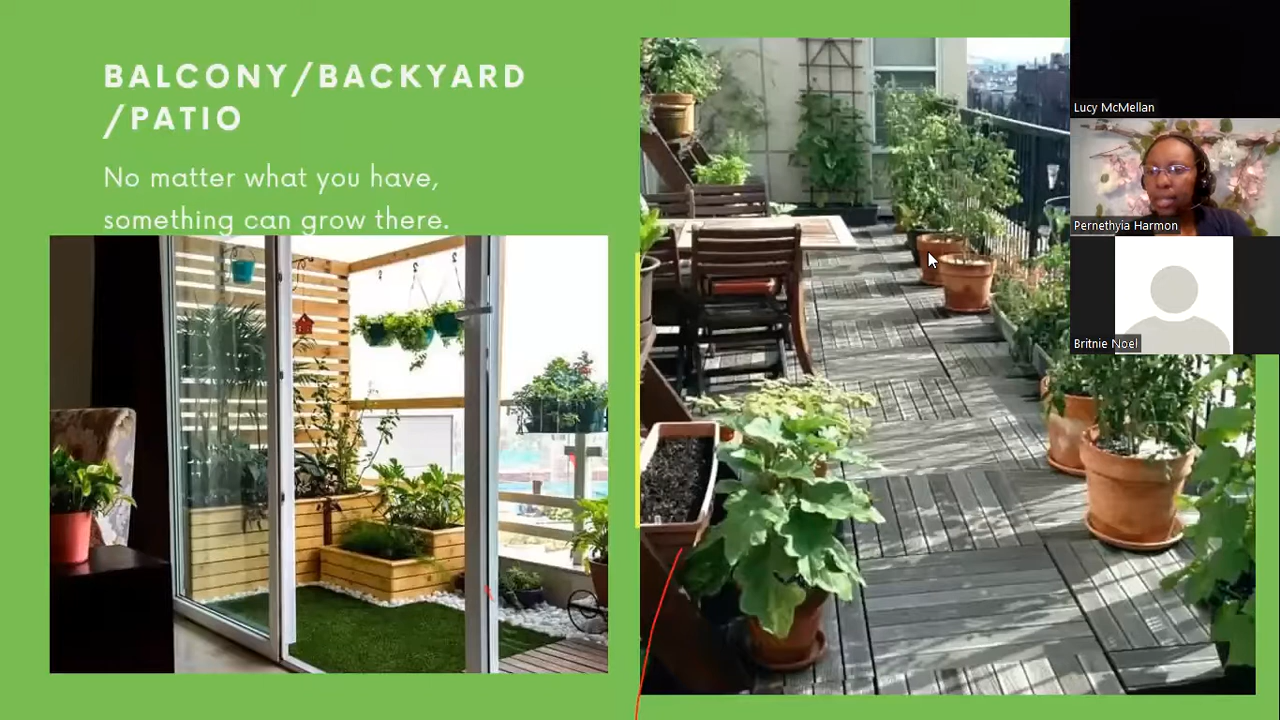 BALCONY/BACKYARD
/PATIO
No matter what you have,
something can grow there.
Lucy McMellan
Pernethyia Harmon
Britnie Noel